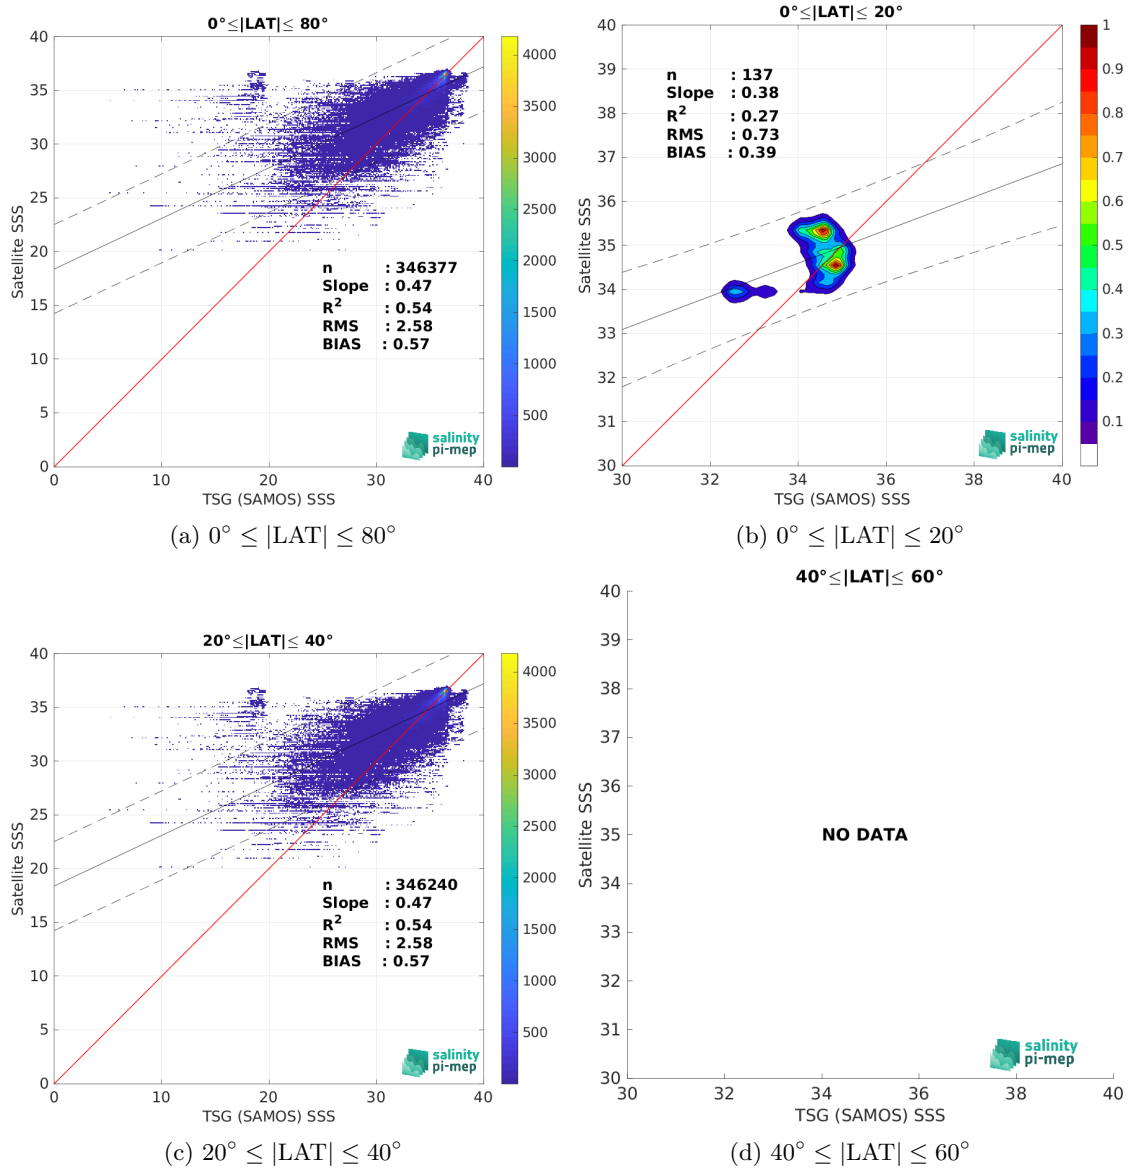 0°≤|LAT|≤ 80°
40
35
30
25
20
15
10
5
0
Satellite SSS
n : 346377
Slope : 0.47
R2 : 0.54
RMS : 2.58
BIAS : 0.57
salinity
pi-mep
0 10 20 30 40
TSG (SAMOS) SSS
4000
3500
3000
2500
2000
1500
1000
500
(a) 0° ≤ |LAT| ≤ 80°
0°≤|LAT|≤ 20°
40
39
38
37
36
35
34
33
32
31
30
Satellite SSS
n : 137
Slope : 0.38
R2 : 0.27
RMS : 0.73
BIAS : 0.39
salinity
pi-mep
30 32 34 36 38 40
TSG (SAMOS) SSS
1
0.9
0.8
0.7
0.6
0.5
0.4
0.3
0.2
0.1
(b) 0° ≤ |LAT| ≤ 20°
20°≤|LAT|≤ 40°
40
35
30
25
20
15
10
5
0
Satellite SSS
n : 346240
Slope : 0.47
R2 : 0.54
RMS : 2.58
BIAS : 0.57
salinity
pi-mep
0 10 20 30 40
TSG (SAMOS) SSS
4000
3500
3000
2500
2000
1500
1000
500
(c) 20° ≤ |LAT| ≤ 40°
40°≤|LAT|≤ 60°
40
39
38
37
36
35
34
33
32
31
30
Satellite SSS
NO DATA
salinity
pi-mep
30 32 34 36 38 40
TSG (SAMOS) SSS
(d) 40° ≤ |LAT| ≤ 60°